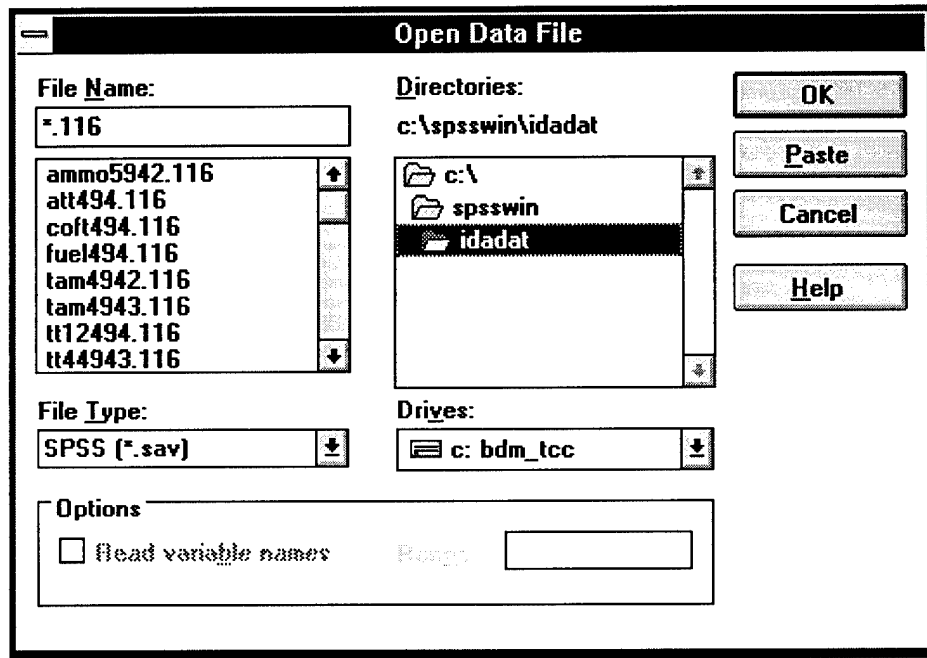 Open Data File
File Name:
*.116
ammo5942.116
att494.116
coft494.116
fuel494.116
tam4942.116
tam4943.116
tt12494.116
tt44943.116
File Type:
SPSS (*.sav)
Directories:
c:\spsswin\idadat
c:\
spsswin
idadat
Drives:
c: bdm_tcc
OK
Paste
Cancel
Help
Options
Read variable names
Range